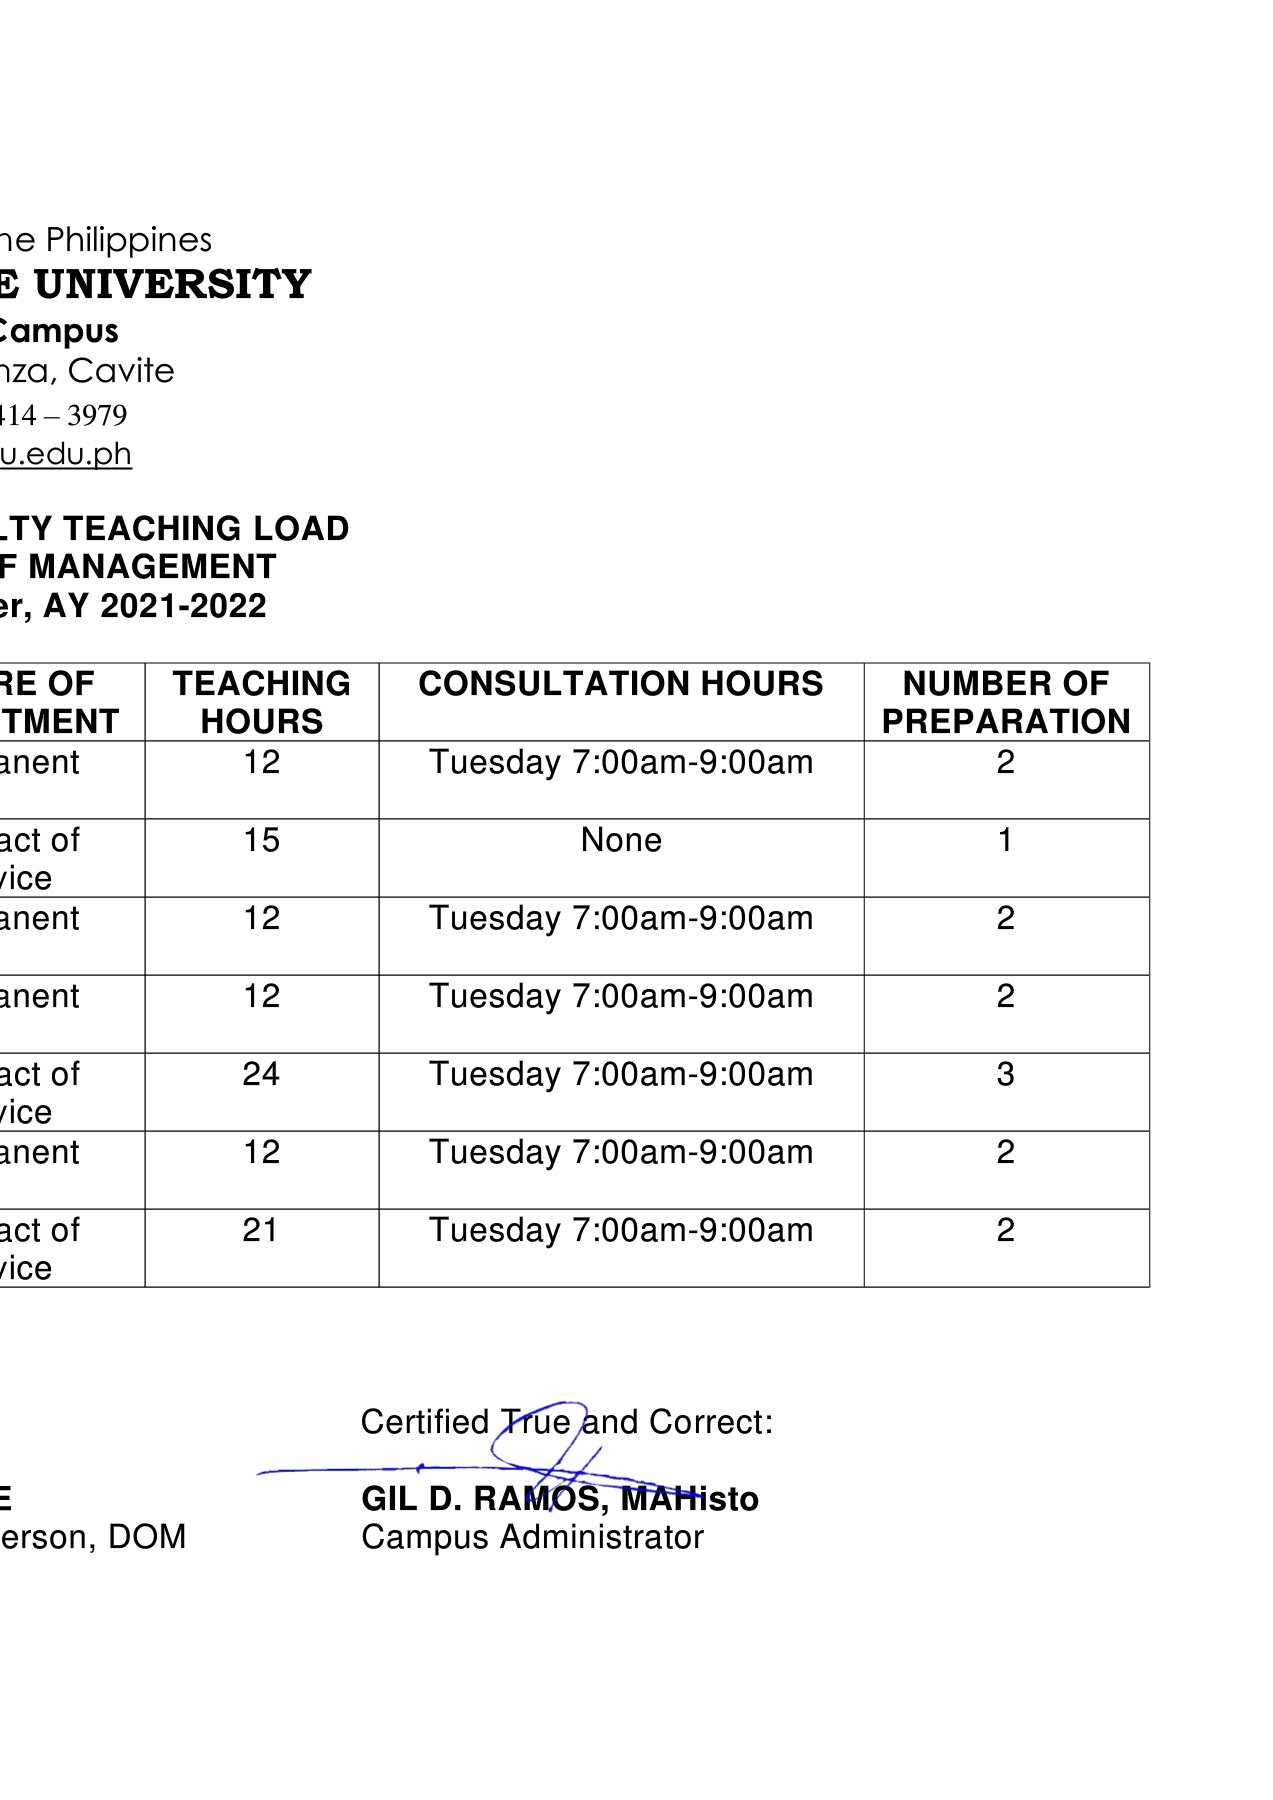 he Philippines
E UNIVERSITY
Campus
nza, Cavite
414 – 3979
u.edu.ph
LTY TEACHING LOAD
F MANAGEMENT
er, AY 2021-2022
RE OF TEACHING CONSULTATION HOURS NUMBER OF
TMENT HOURS PREPARATION
anent 12 Tuesday 7:00am-9:00am 2
act of 15 None 1
vice
anent 12 Tuesday 7:00am-9:00am 2
anent 12 Tuesday 7:00am-9:00am 2
act of 24 Tuesday 7:00am-9:00am 3
vice
anent 12 Tuesday 7:00am-9:00am 2
act of 21 Tuesday 7:00am-9:00am 2
vice
Certified True and Correct:
E GIL D. RAMOS, MAHisto
erson, DOM Campus Administrator